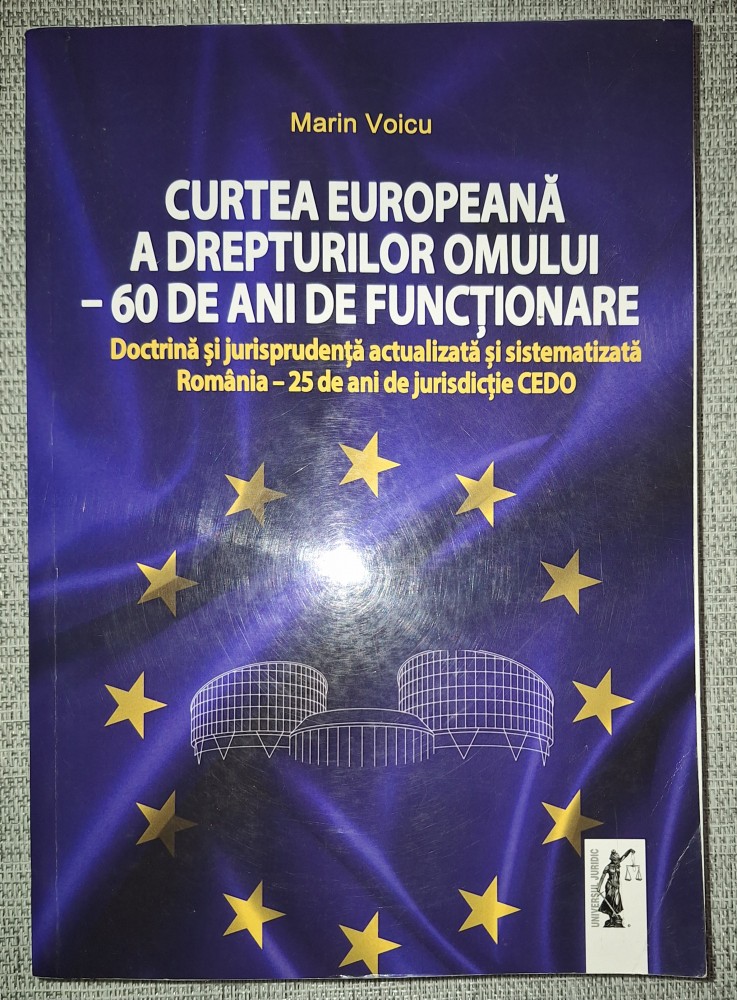 Marin Voicu
CURTEA EUROPEANĂ
A DREPTURILOR OMULUI
– 60 DE ANI DE FUNCȚIONARE
Doctrină și jurisprudență actualizată și sistematizată
România – 25 de ani de jurisdicție CEDO
UNIVERSUL JURIDIC